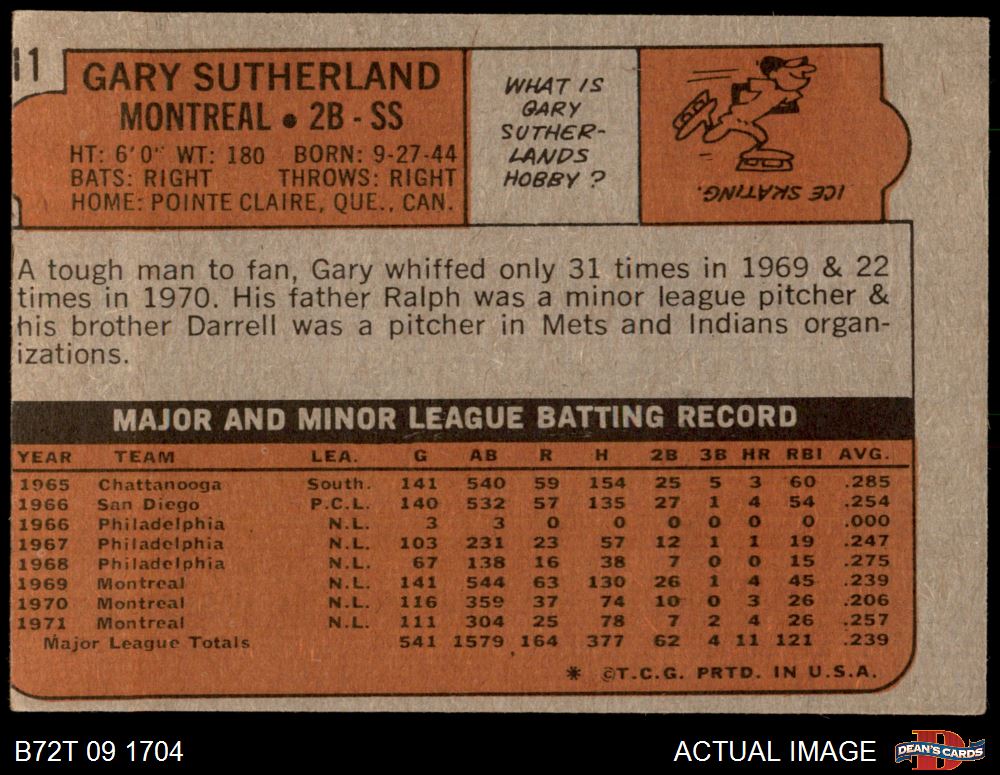 11
GARY SUTHERLAND
MONTREAL • 2B - SS
HT: 6'0" WT: 180 BORN: 9-27-44
BATS: RIGHT THROWS: RIGHT
HOME: POINTE CLAIRE, QUE., CAN.
WHAT IS
GARY
SUTHER-
LANDS
HOBBY ?
ICE SKATING.
A tough man to fan, Gary whiffed only 31 times in 1969 & 22
times in 1970. His father Ralph was a minor league pitcher &
his brother Darrell was a pitcher in Mets and Indians organ-
izations.
MAJOR AND MINOR LEAGUE BATTING RECORD
YEAR TEAM LEA. G AB R H 2B 3B HR RBI AVG.
1965 Chattanooga South. 141 540 59 154 25 5 3 60 .285
1966 San Diego P.C.L. 140 532 57 135 27 1 4 54 .254
1966 Philadelphia N.L. 3 3 0 0 0 0 0 0 .000
1967 Philadelphia N.L. 103 231 23 57 12 1 1 19 .247
1968 Philadelphia N.L. 67 138 16 38 7 0 0 15 .275
1969 Montreal N.L. 141 544 63 130 26 1 4 45 .239
1970 Montreal N.L. 116 359 37 74 10 0 3 26 .206
1971 Montreal N.L. 111 304 25 78 7 2 4 26 .257
Major League Totals 541 1579 164 377 62 4 11 121 .239
* ©T.C.G. PRTD. IN U.S.A.
B72T 09 1704
ACTUAL IMAGE
DEAN'S CARDS